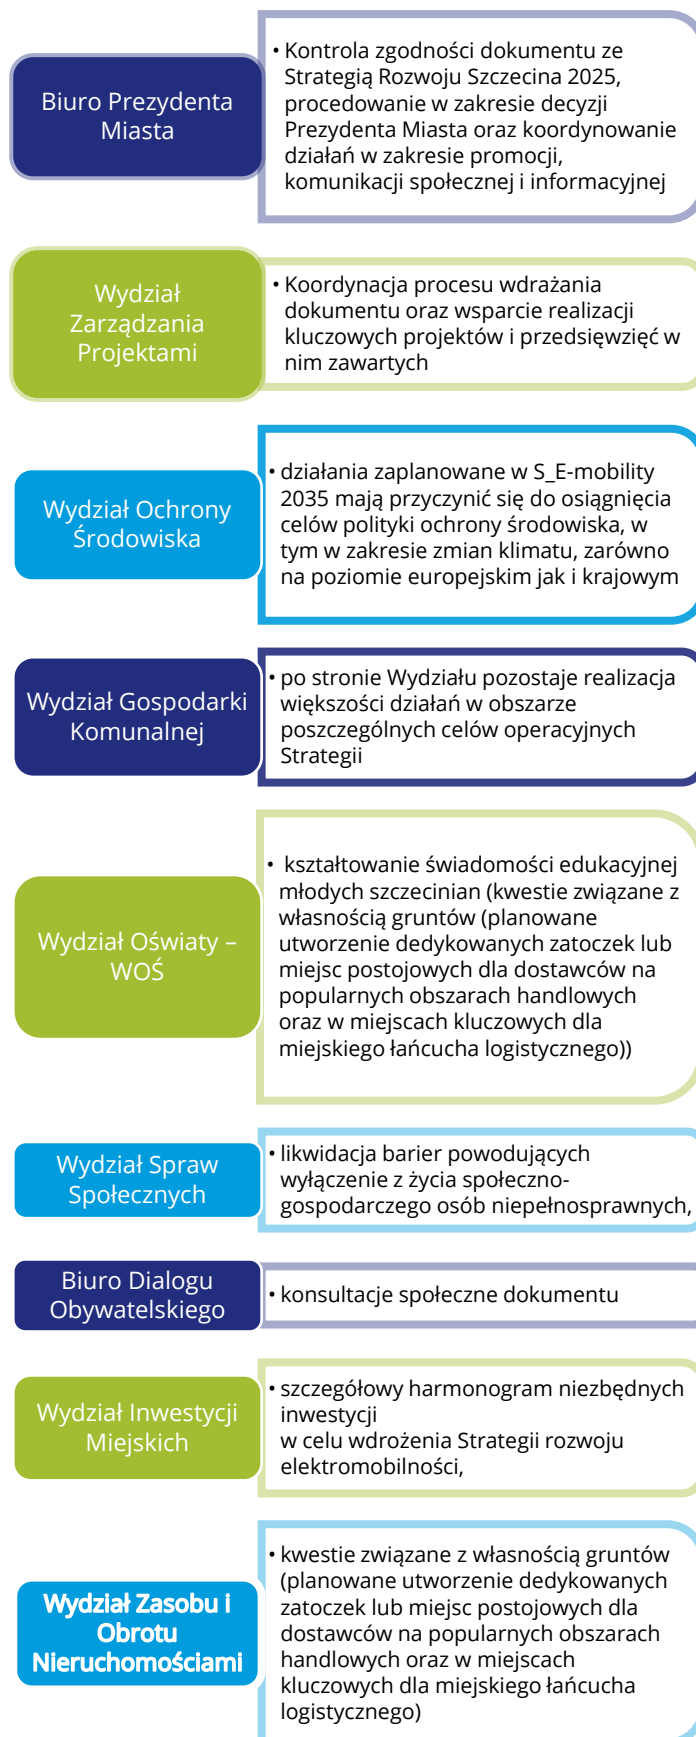 Biuro Prezydenta
Miasta
• Kontrola zgodności dokumentu ze
Strategią Rozwoju Szczecina 2025,
procedowanie w zakresie decyzji
Prezydenta Miasta oraz koordynowanie
działań w zakresie promocji,
komunikacji społecznej i informacyjnej
Wydział
Zarządzania
Projektami
• Koordynacja procesu wdrażania
dokumentu oraz wsparcie realizacji
kluczowych projektów i przedsięwzięć w
nim zawartych
Wydział Ochrony
Środowiska
• działania zaplanowane w S_E-mobility
2035 mają przyczynić się do osiągnięcia
celów polityki ochrony środowiska, w
tym w zakresie zmian klimatu, zarówno
na poziomie europejskim jak i krajowym
Wydział Gospodarki
Komunalnej
• po stronie Wydziału pozostaje realizacja
większości działań w obszarze
poszczególnych celów operacyjnych
Strategii
Wydział Oświaty –
WOŚ
• kształtowanie świadomości edukacyjnej
młodych szczecinian (kwestie związane z
własnością gruntów (planowane
utworzenie dedykowanych zatoczek lub
miejsc postojowych dla dostawców na
popularnych obszarach handlowych
oraz w miejscach kluczowych dla
miejskiego łańcucha logistycznego))
Wydział Spraw
Społecznych
• likwidacja barier powodujących
wyłączenie z życia społeczno-
gospodarczego osób niepełnosprawnych,
Biuro Dialogu
Obywatelskiego
• konsultacje społeczne dokumentu
Wydział Inwestycji
Miejskich
• szczegółowy harmonogram niezbędnych
inwestycji
w celu wdrożenia Strategii rozwoju
elektromobilności,
Wydział Zasobu i
Obrotu
Nieruchomościami
• kwestie związane z własnością gruntów
(planowane utworzenie dedykowanych
zatoczek lub miejsc postojowych dla
dostawców na popularnych obszarach
handlowych oraz w miejscach
kluczowych dla miejskiego łańcucha
logistycznego)